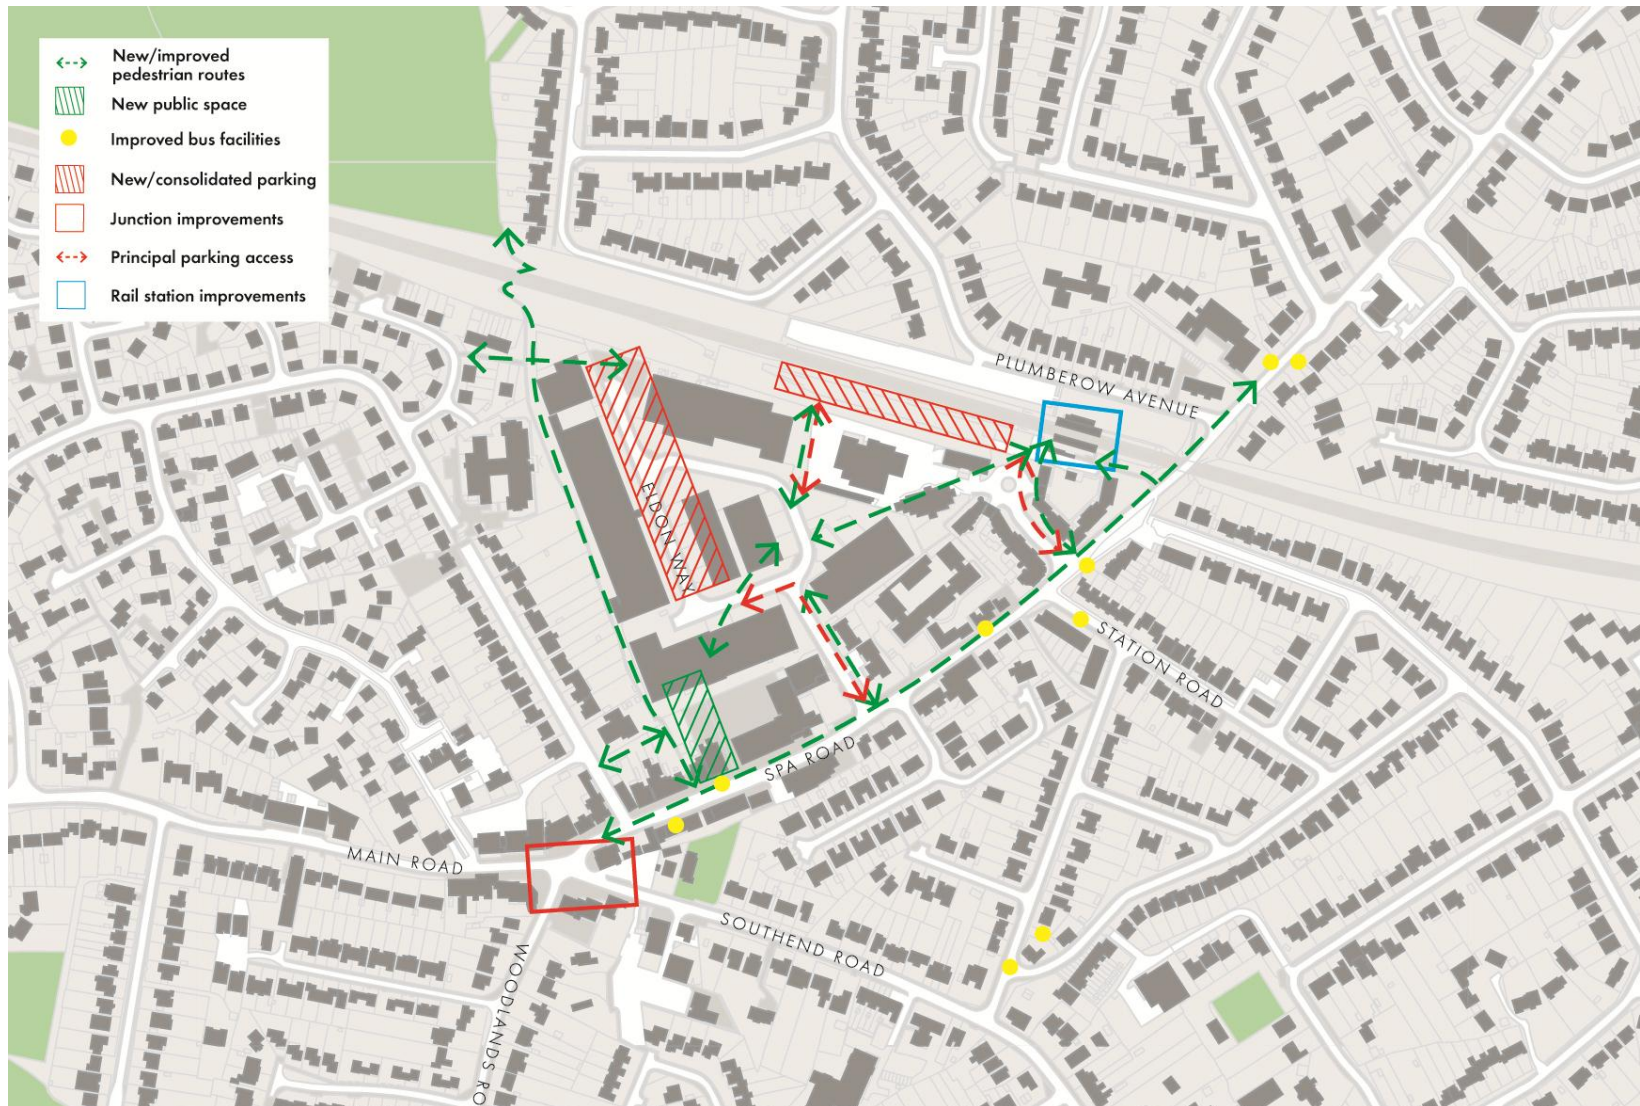 New/improved
pedestrian routes
New public space
Improved bus facilities
New/consolidated parking
Junction improvements
Principal parking access
Rail station improvements
PLUMBEROW AVENUE
ELDON WAY
STATION ROAD
SPA ROAD
MAIN ROAD
SOUTHEND ROAD
WOODLANDS RO